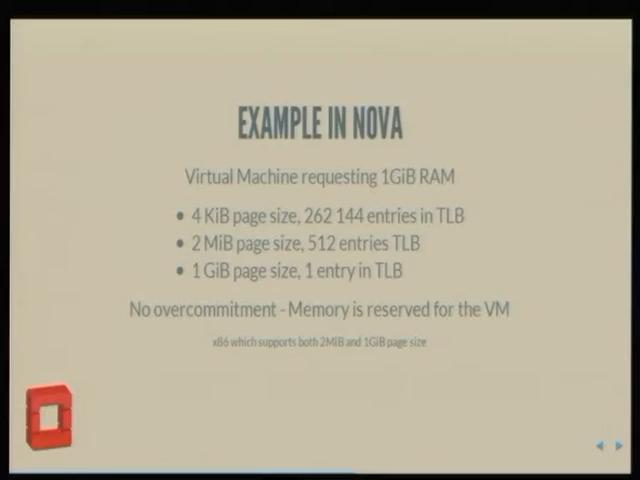 EXAMPLE IN NOVA
Virtual Machine requesting 1GiB RAM
• 4 KiB page size, 262 144 entries in TLB
• 2 MiB page size, 512 entries TLB
• 1 GiB page size, 1 entry in TLB
No overcommitment - Memory is reserved for the VM
x86 which supports both 2MiB and 1GiB page size